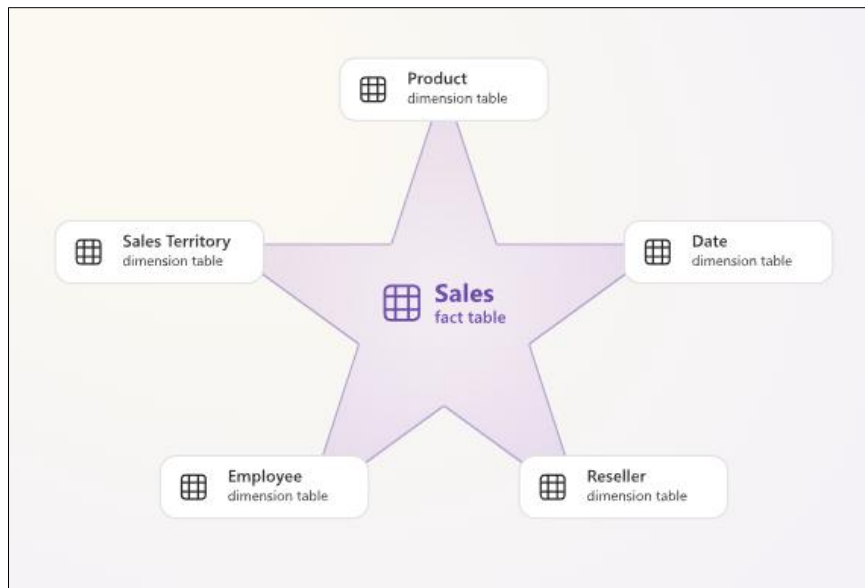 Product
dimension table
Sales Territory
dimension table
Date
dimension table
Sales
fact table
Employee
dimension table
Reseller
dimension table